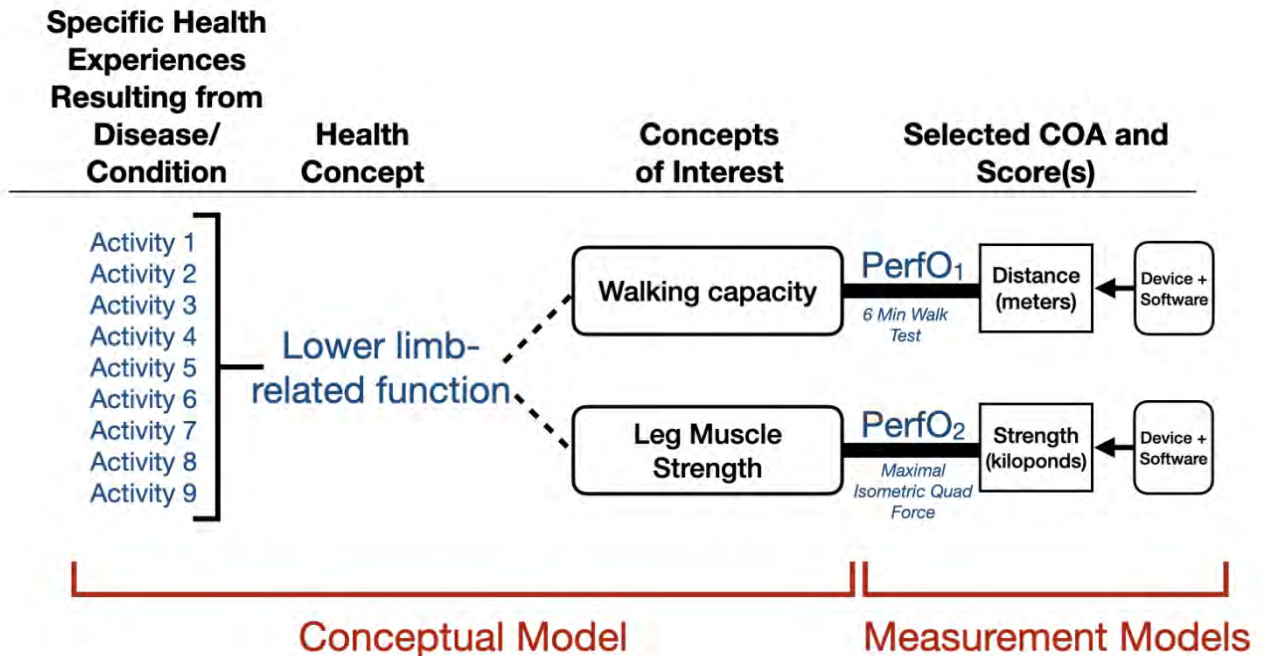 Specific Health
Experiences
Resulting from
Disease/
Condition
Health
Concept
Concepts
of Interest
Selected COA and
Score(s)
Activity 1
Activity 2
Activity 3
Activity 4
Activity 5
Activity 6
Activity 7
Activity 8
Activity 9
Lower limb-
related function
Walking capacity
PerfO1
6 Min Walk
Test
Distance
(meters)
Device +
Software
Leg Muscle
Strength
PerfO2
Maximal
Isometric Quad
Force
Strength
(kiloponds)
Device +
Software
Conceptual Model
Measurement Models